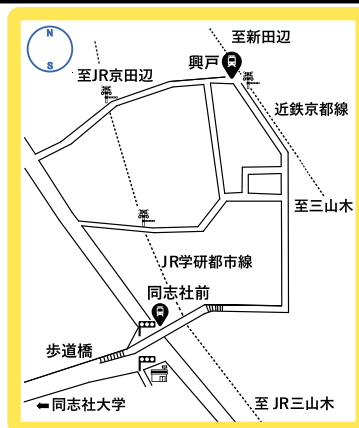 N
至新田辺
興戸
至JR京田辺
近鉄京都線
至三山木
JR学研都市線
同志社前
歩道橋
S
⬅同志社大学
至JR三山木